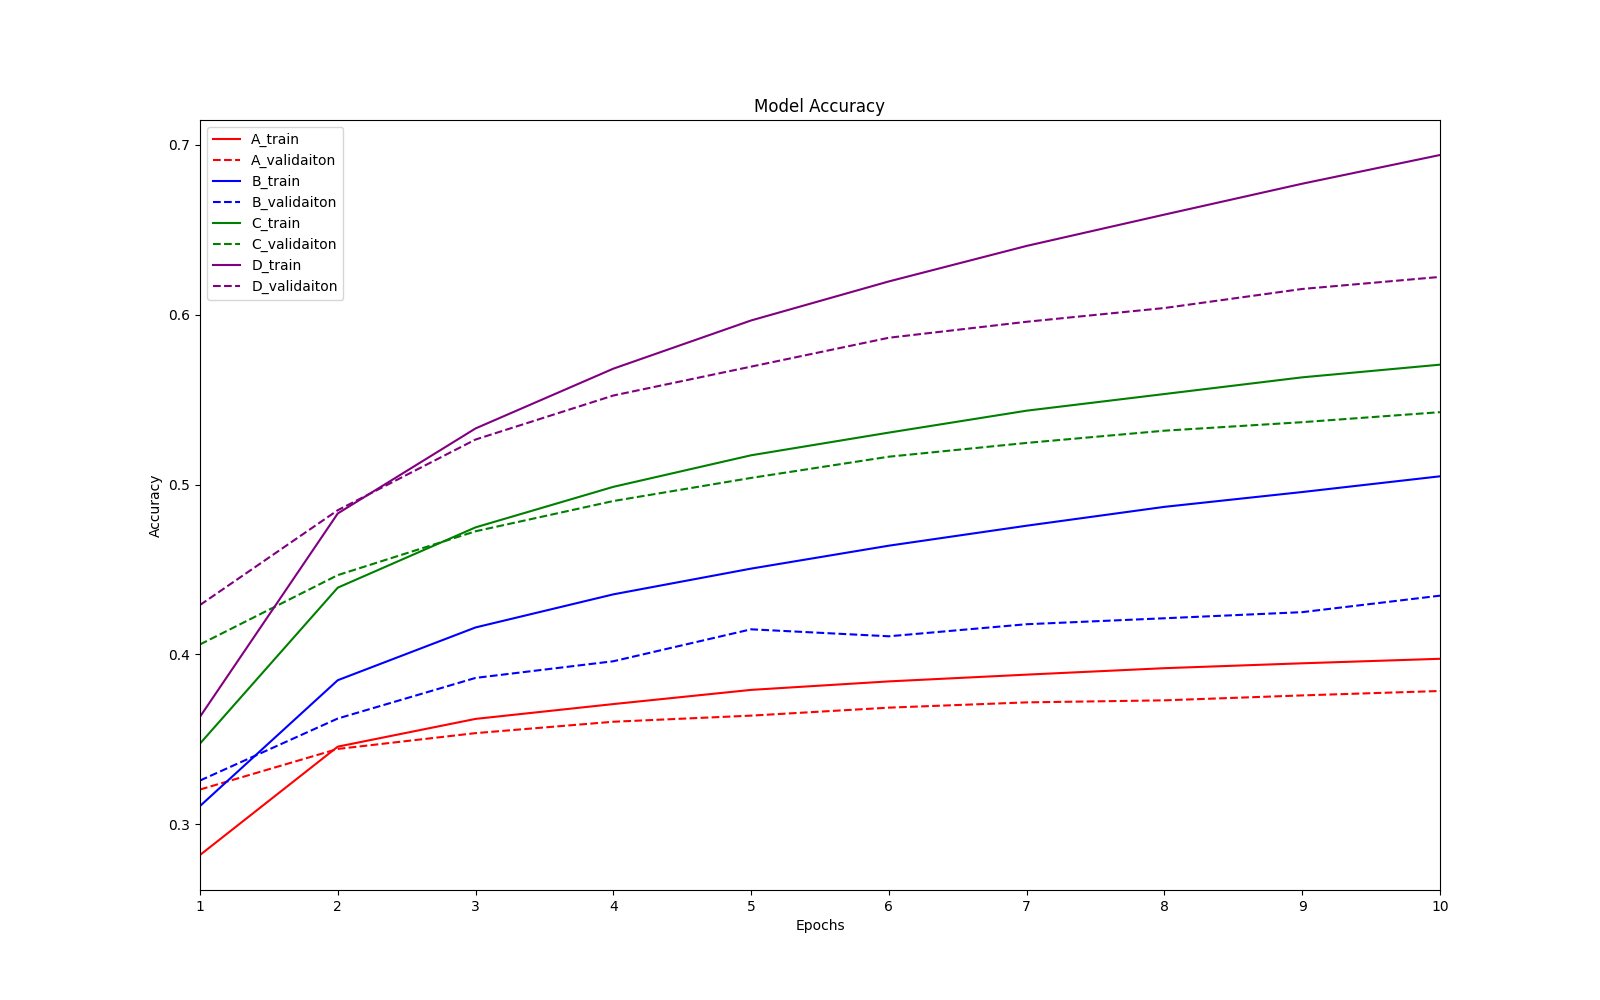 Model Accuracy
A_train
A_validaiton
B_train
B_validaiton
C_train
C_validaiton
D_train
D_validaiton
0.7
0.6
0.5
0.4
0.3
Accuracy
1 2 3 4 5 6 7 8 9 10
Epochs